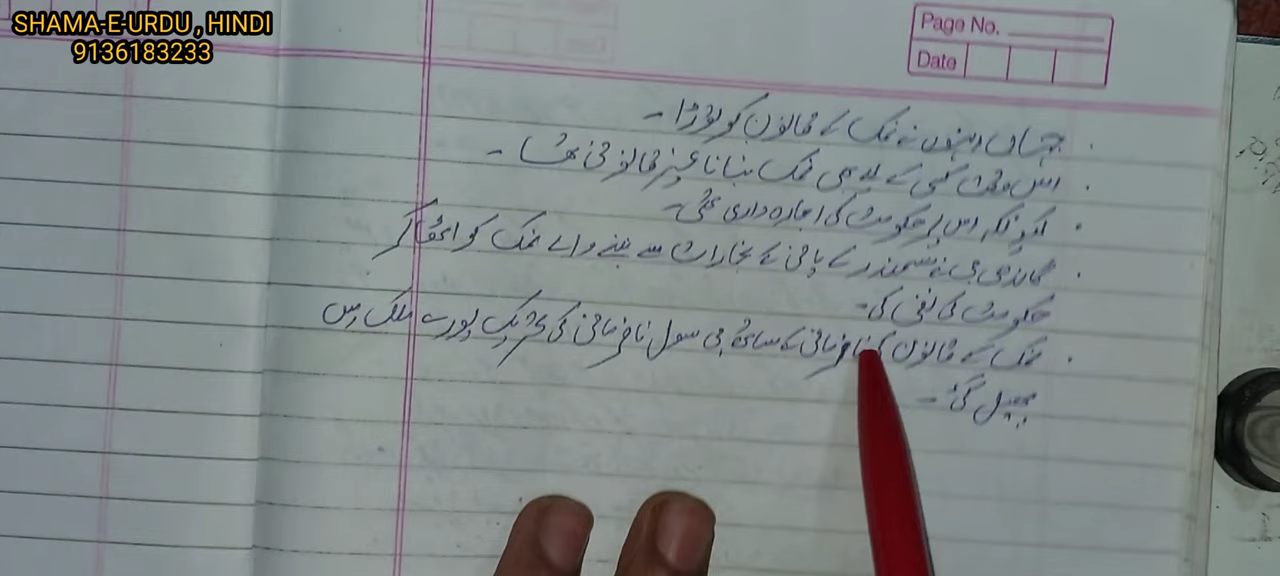 SHAMA-E-URDU , HINDI
9136183233
Page No.
Date
جہاں انہوں نے نمک کے قانون کو توڑا۔
اس وقت کسی کے لیے بھی نمک بنانا غیر قانونی تھا۔
کیونکہ اس پر حکومت کی اجارہ داری تھی۔
گاندھی جی نے سمندر کے پانی کے بخارات سے بننے والے نمک کو اٹھا کر
حکومت کی نفی کی۔
نمک کے قانون کی نافرمانی کے ساتھ ہی سول نافرمانی کی تحریک پورے ملک میں
پھیل گئی۔